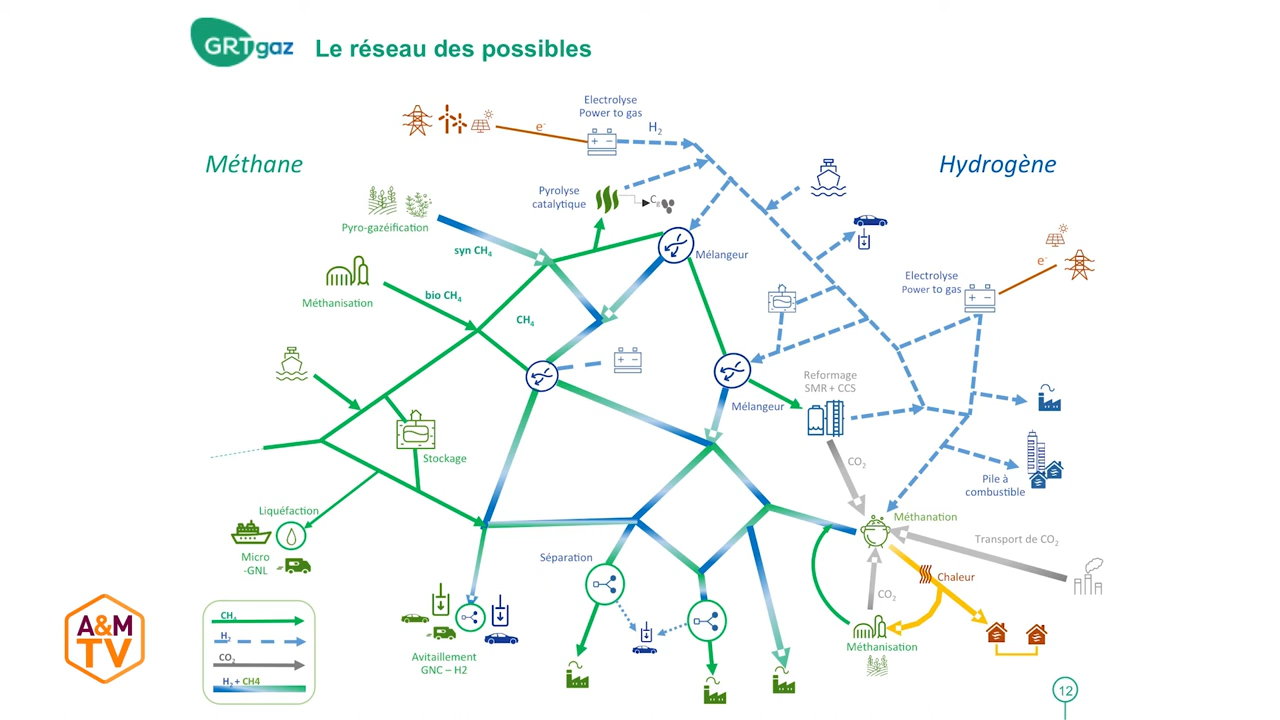 GRTgaz
Le réseau des possibles
Electrolyse
Power to gas
e-
H2
Méthane
Hydrogène
Pyrolyse
catalytique
Cg
Pyro-gazéification
syn CH4
Mélangeur
e-
Electrolyse
Power to gas
Méthanisation
bio CH4
CH4
Reformage
SMR + CCS
Mélangeur
Stockage
CO2
Pile à
combustible
Liquéfaction
Méthanation
Micro
-GNL
Séparation
Transport de CO2
Chaleur
CO2
CH4
H2
CO2
H2 + CH4
Avitaillement
GNC – H2
Méthanisation
A&M
TV
12